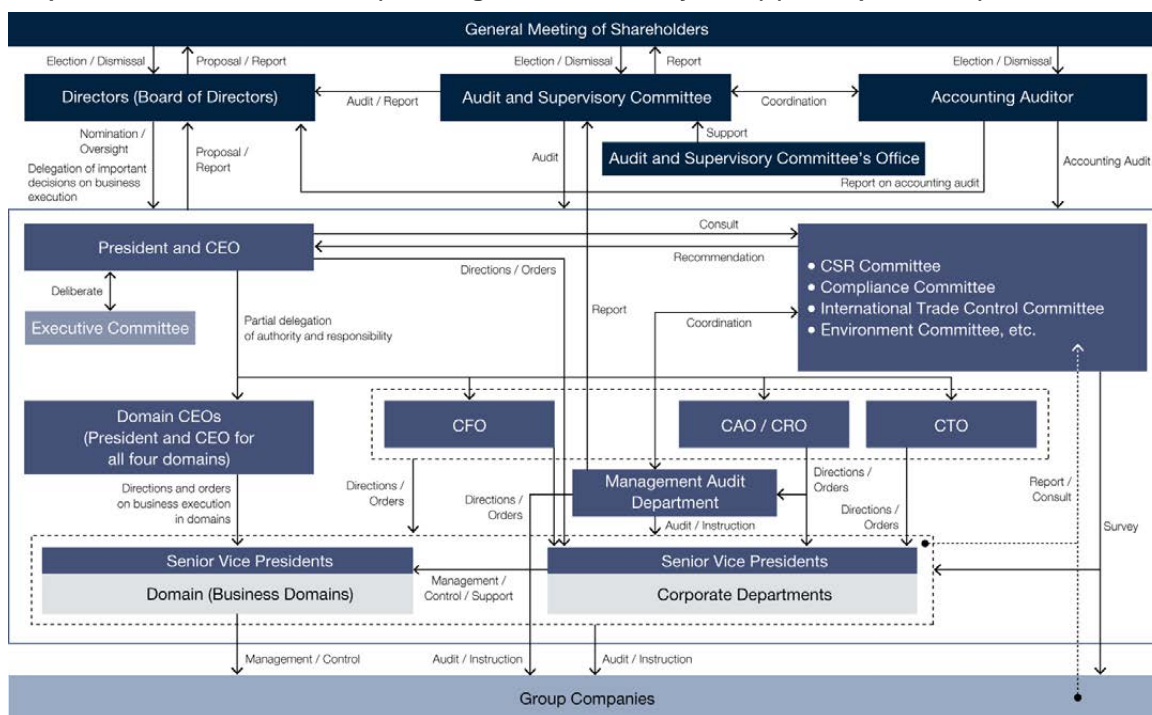 General Meeting of Shareholders
Election / Dismissal
Proposal / Report
Election / Dismissal
Report
Election / Dismissal
Directors (Board of Directors)
Audit / Report
Audit and Supervisory Committee
Coordination
Accounting Auditor
Nomination /
Oversight
Delegation of important
decisions on business
execution
Proposal /
Report
Audit
Support
Audit and Supervisory Committee's Office
Report on accounting audit
Accounting Audit
President and CEO
Consult
Recommendation
Directions / Orders
• CSR Committee
• Compliance Committee
• International Trade Control Committee
• Environment Committee, etc.
Deliberate
Executive Committee
Partial delegation
of authority and responsibility
Report
Coordination
Domain CEOs
(President and CEO for
all four domains)
CFO
CAO / CRO
CTO
Directions and orders
on business execution
in domains
Directions /
Orders
Directions /
Orders
Management Audit
Department
Directions /
Orders
Directions /
Orders
Report /
Consult
Survey
Audit / Instruction
Senior Vice Presidents
Domain (Business Domains)
Management /
Control / Support
Senior Vice Presidents
Corporate Departments
Management / Control
Audit / Instruction
Audit / Instruction
Group Companies